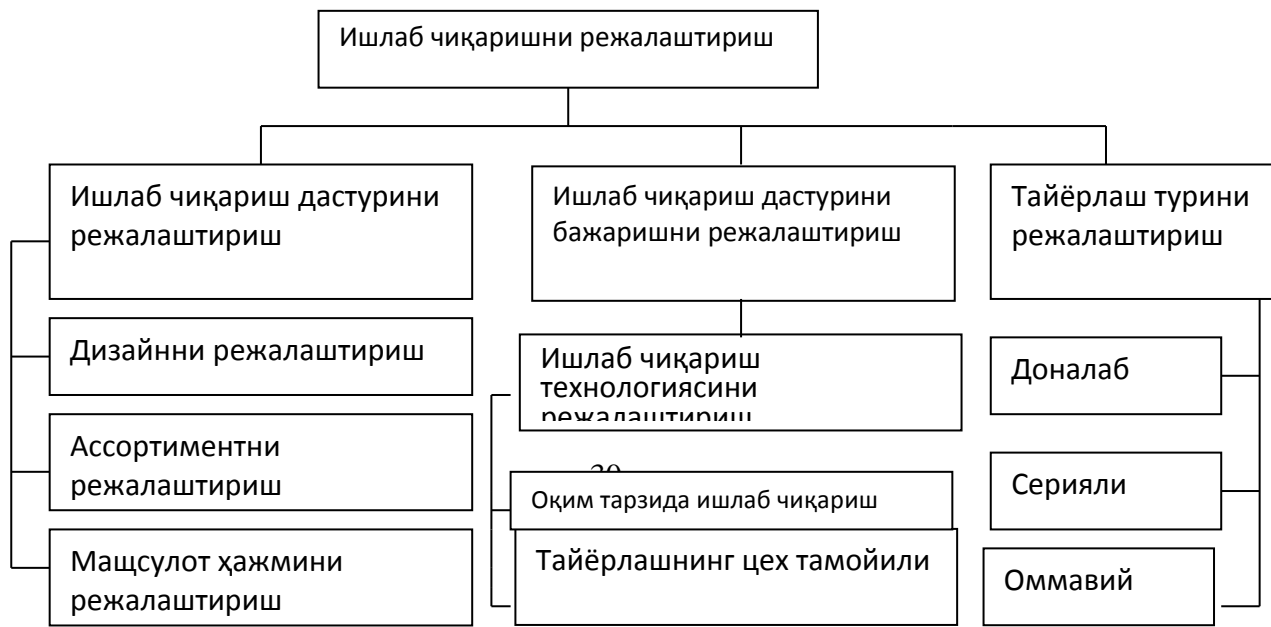 Ишлаб чиқаришни режалаштириш
Ишлаб чиқариш дастурини
режалаштириш
Дизайнни режалаштириш
Ассортиментни
режалаштириш
Мащсулот ҳажмини
режалаштириш
Ишлаб чиқариш дастурини
бажаришни режалаштириш
Ишлаб чиқариш
технологиясини
режалаштириш
Оқим тарзида ишлаб чиқариш
Тайёрлашнинг цех тамойили
Тайёрлаш турини
режалаштириш
Доналаб
Серияли
Оммавий